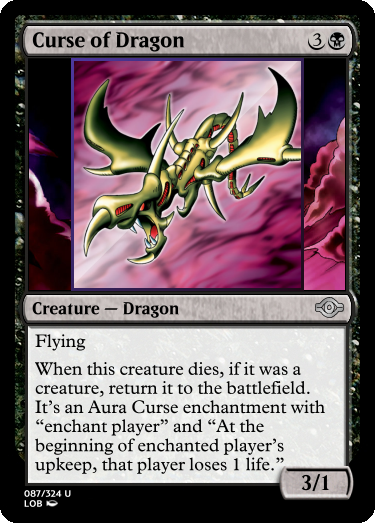 Curse of Dragon 3
Creature — Dragon
Flying
When this creature dies, if it was a
creature, return it to the battlefield.
It's an Aura Curse enchantment with
“enchant player” and “At the
beginning of enchanted player's
upkeep, that player loses 1 life.”
3/1
087/324 U
LOB